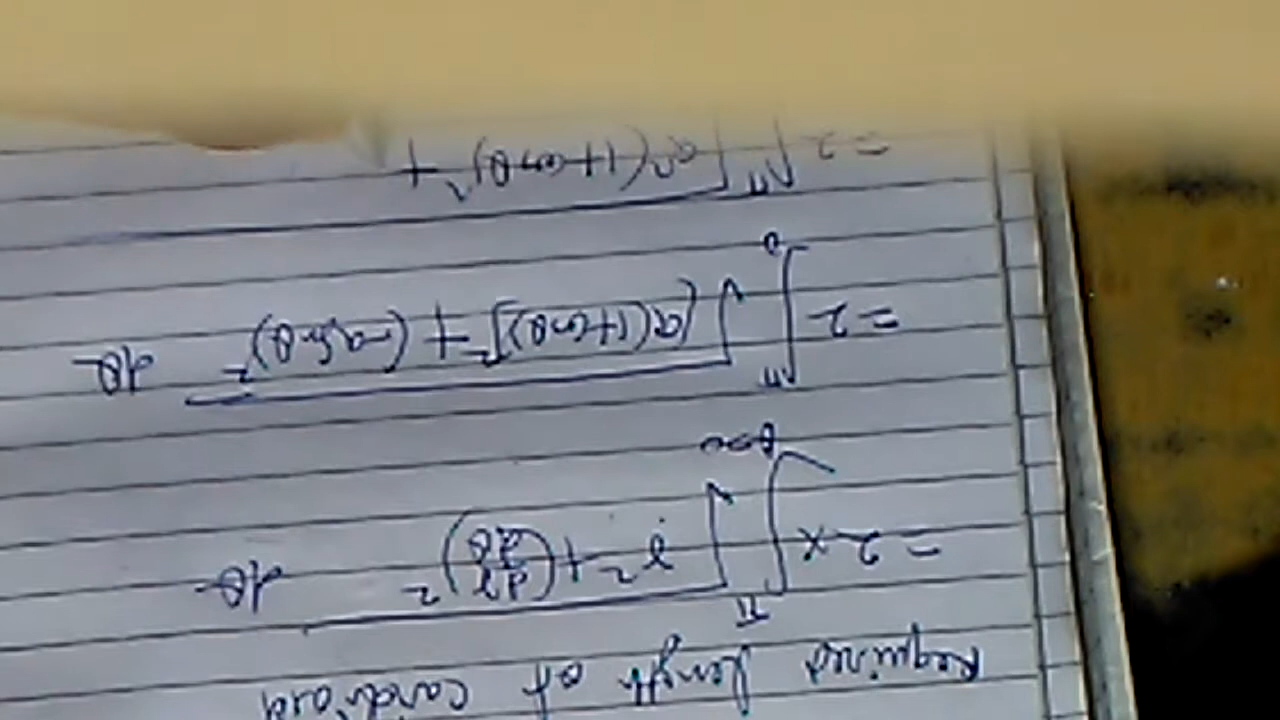 Required length of cardioid
= 2 × ∫_{θ=0}^{π} √(r² + (dr/dθ)²) dθ
= 2 ∫_0^π √([a(1+cosθ)]² + (-a sinθ)²) dθ
= 2 ∫^π √(a²(1+cosθ)² +